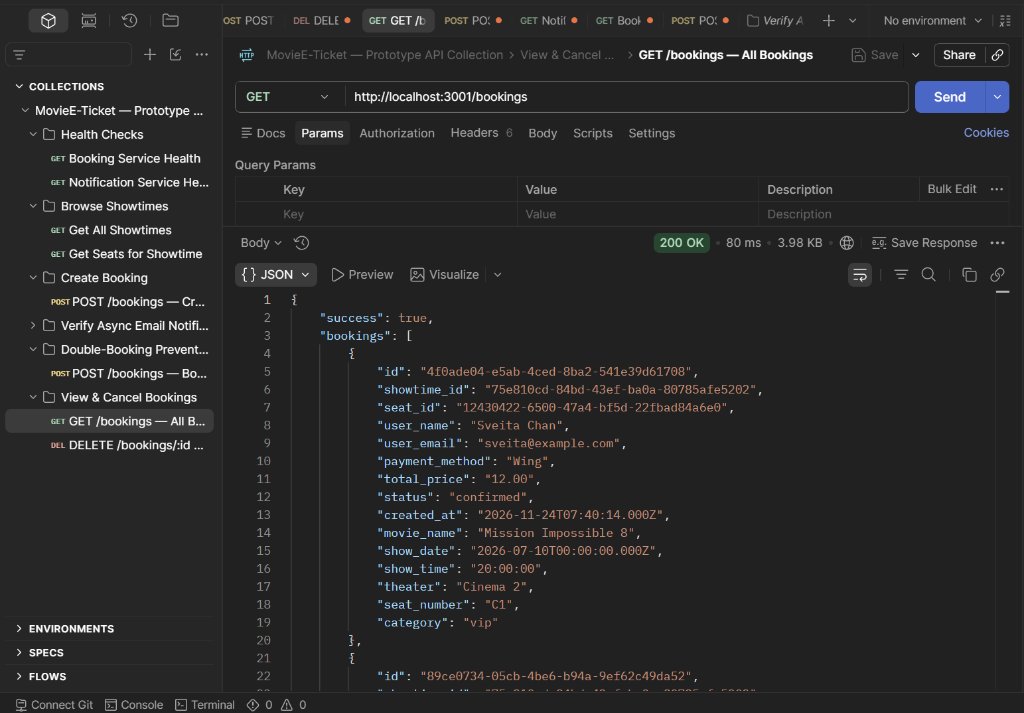 OST POST
DEL DELE
GET GET /b
POST POS
GET Notif
GET Book
POST POS
Verify A
No environment
MovieE-Ticket — Prototype API Collection > View & Cancel ... > GET /bookings — All Bookings
Save
Share
GET
http://localhost:3001/bookings
Send
Docs
Params
Authorization
Headers 6
Body
Scripts
Settings
Cookies
Query Params
Key Value Description Bulk Edit ...
Key Value Description
Body
200 OK • 80 ms • 3.98 KB
Save Response
{} JSON
Preview
Visualize
COLLECTIONS
MovieE-Ticket — Prototype ...
Health Checks
GET Booking Service Health
GET Notification Service He...
Browse Showtimes
GET Get All Showtimes
GET Get Seats for Showtime
Create Booking
POST POST /bookings — Cr...
Verify Async Email Notifi...
Double-Booking Prevent...
POST POST /bookings — Bo...
View & Cancel Bookings
GET GET /bookings — All B...
DEL DELETE /bookings/:id ...
ENVIRONMENTS
SPECS
FLOWS
1 {
2 "success": true,
3 "bookings": [
4 {
5 "id": "4f0ade04-e5ab-4ced-8ba2-541e39d61708",
6 "showtime_id": "75e810cd-84bd-43ef-ba0a-80785afe5202",
7 "seat_id": "12430422-6500-47a4-bf5d-22fbad84a6e0",
8 "user_name": "Sveita Chan",
9 "user_email": "sveita@example.com",
10 "payment_method": "Wing",
11 "total_price": "12.00",
12 "status": "confirmed",
13 "created_at": "2026-11-24T07:40:14.000Z",
14 "movie_name": "Mission Impossible 8",
15 "show_date": "2026-07-10T00:00:00.000Z",
16 "show_time": "20:00:00",
17 "theater": "Cinema 2",
18 "seat_number": "C1",
19 "category": "vip"
20 },
21 {
22 "id": "89ce0734-05cb-4be6-b94a-9ef62c49da52",
Connect Git
Console
Terminal
0
0